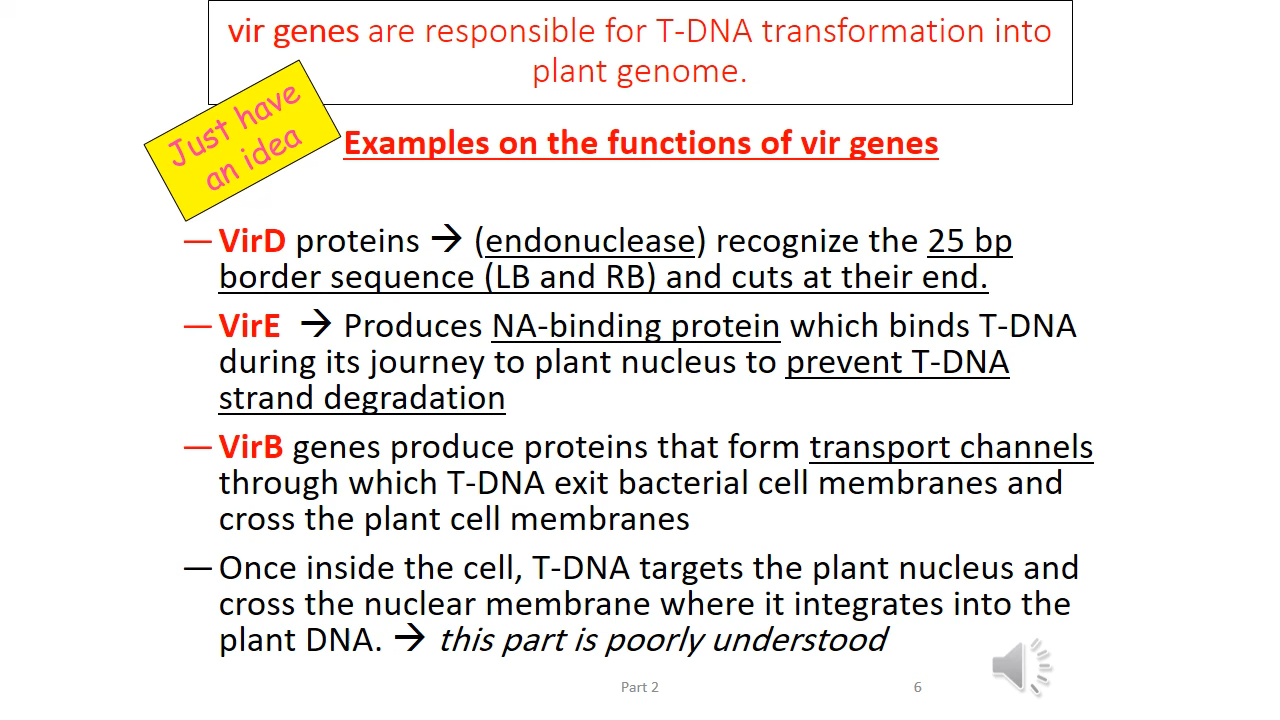 vir genes are responsible for T-DNA transformation into
plant genome.
Just have
an idea
Examples on the functions of vir genes
— VirD proteins → (endonuclease) recognize the 25 bp
border sequence (LB and RB) and cuts at their end.
— VirE → Produces NA-binding protein which binds T-DNA
during its journey to plant nucleus to prevent T-DNA
strand degradation
— VirB genes produce proteins that form transport channels
through which T-DNA exit bacterial cell membranes and
cross the plant cell membranes
— Once inside the cell, T-DNA targets the plant nucleus and
cross the nuclear membrane where it integrates into the
plant DNA. → this part is poorly understood
Part 2
6